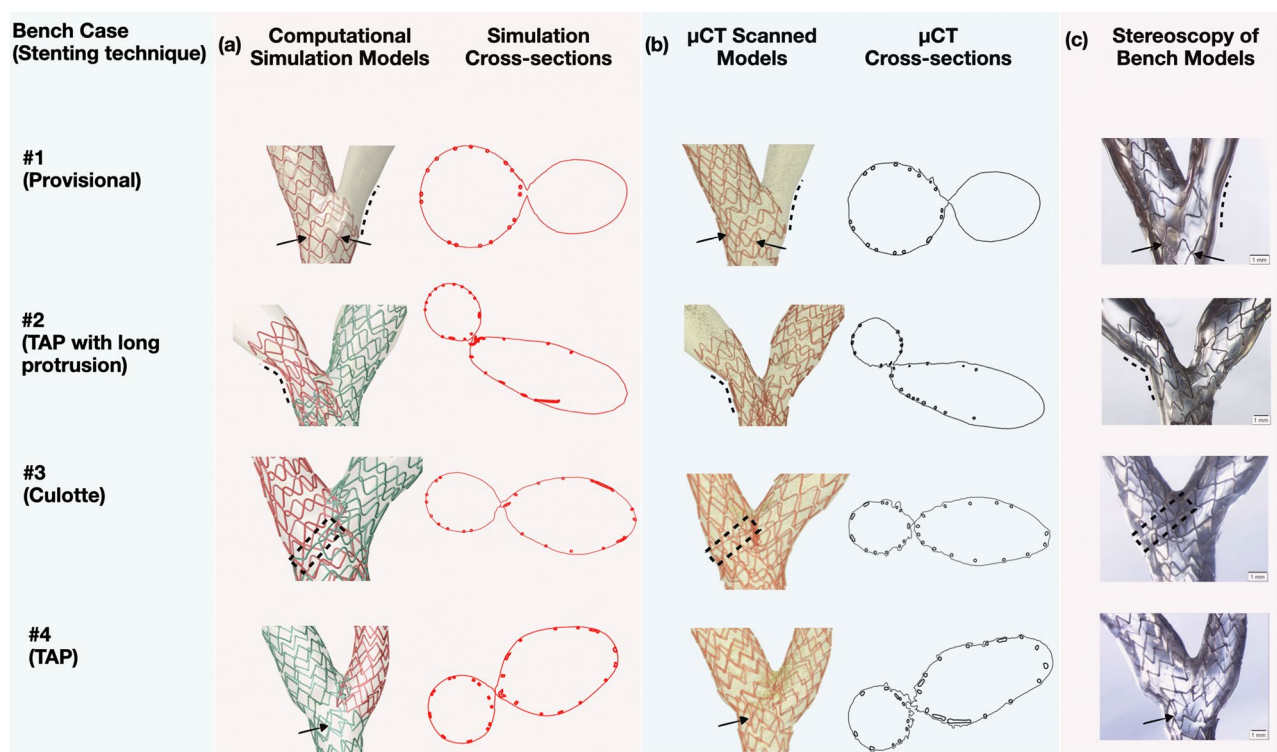 Bench Case
(Stenting technique)
(a)
Computational
Simulation Models
Simulation
Cross-sections
(b)
μCT Scanned
Models
μCT
Cross-sections
(c)
Stereoscopy of
Bench Models
#1
(Provisional)
1 mm
#2
(TAP with long
protrusion)
1 mm
#3
(Culotte)
1 mm
#4
(TAP)
1 mm